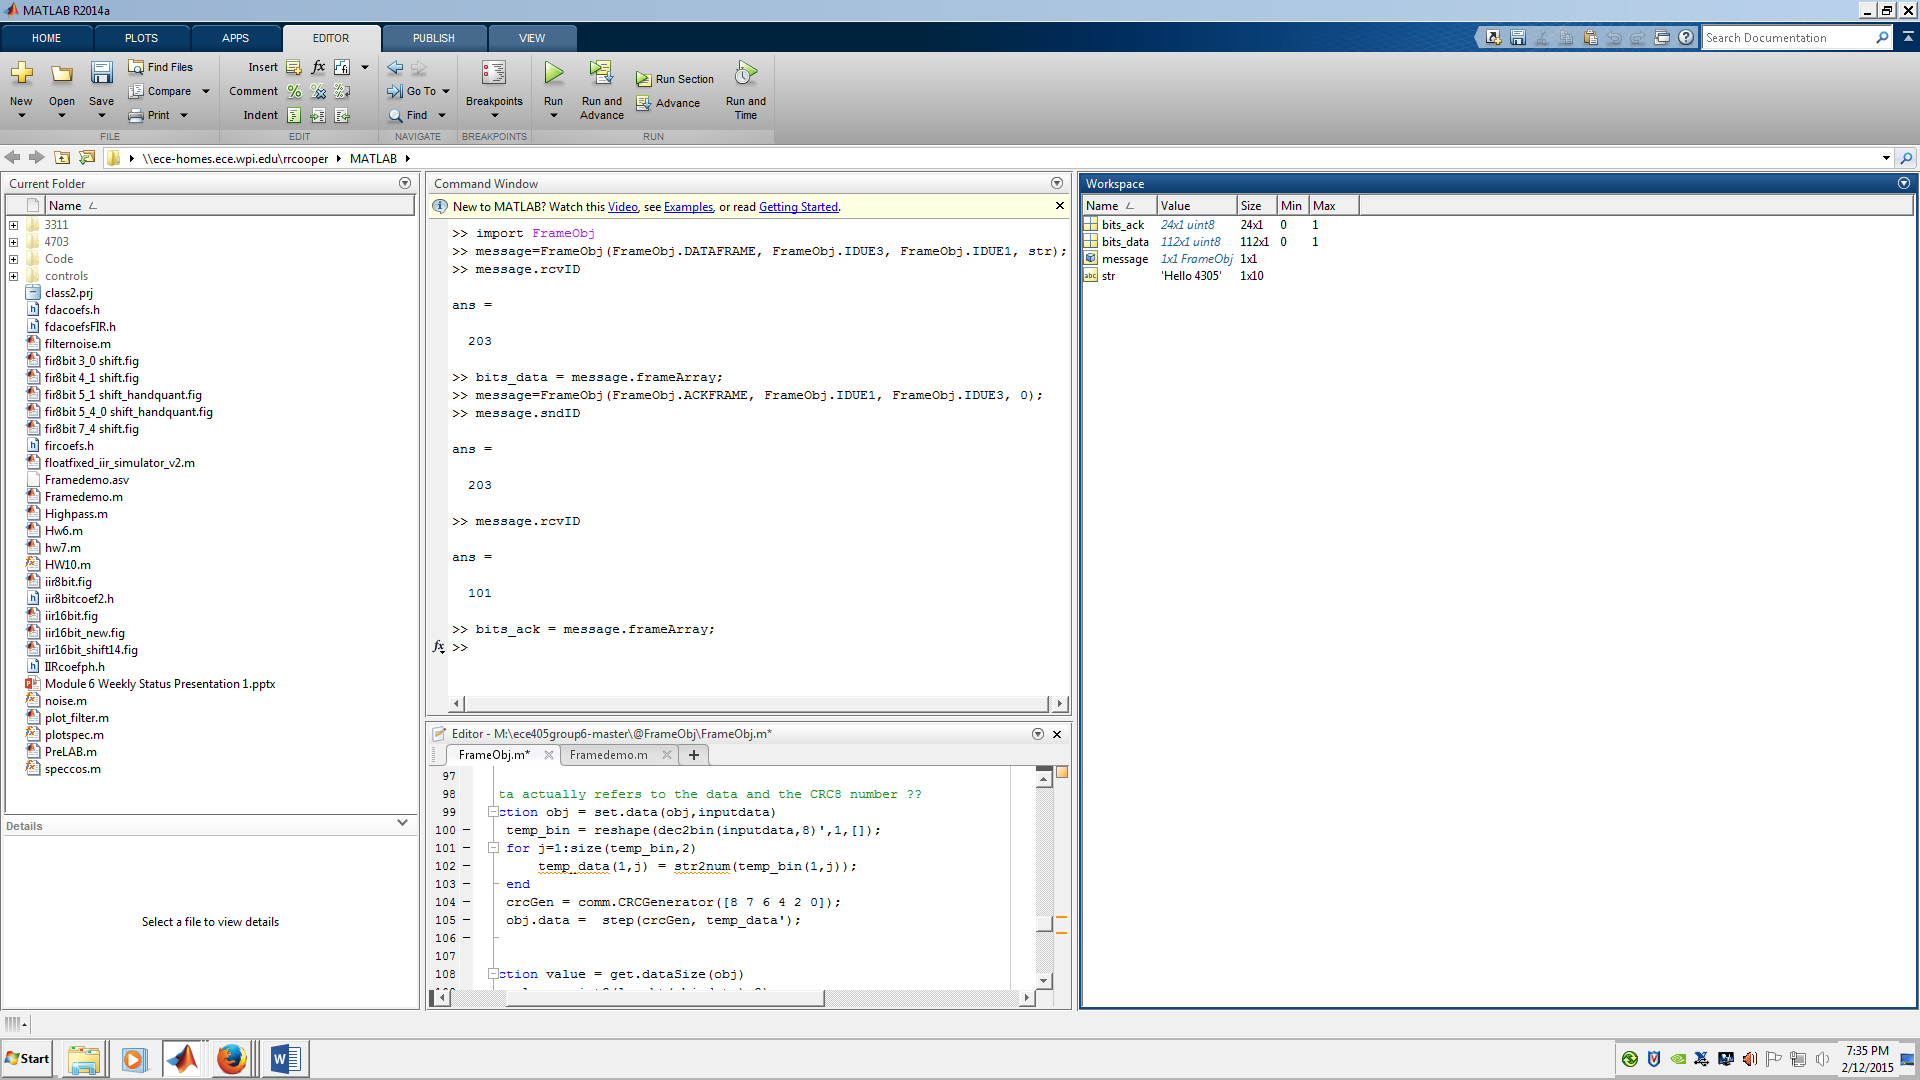 MATLAB R2014a
HOME PLOTS APPS EDITOR PUBLISH VIEW
Search Documentation
New Open Save
Find Files
Compare
Print
FILE
Insert
Comment
Indent
EDIT
Go To
Find
NAVIGATE
Breakpoints
BREAKPOINTS
Run
Run and Advance
Run Section
Advance
Run and Time
RUN
\\ece-homes.ece.wpi.edu\rrcooper MATLAB
Current Folder
Name
3311
4703
Code
controls
class2.prj
fdacoefs.h
fdacoefsFIR.h
filternoise.m
fir8bit 3_0 shift.fig
fir8bit 4_1 shift.fig
fir8bit 5_1 shift_handquant.fig
fir8bit 5_4_0 shift_handquant.fig
fir8bit 7_4 shift.fig
fircoefs.h
floatfixed_iir_simulator_v2.m
Framedemo.asv
Framedemo.m
Highpass.m
Hw6.m
hw7.m
HW10.m
iir8bit.fig
iir8bitcoef2.h
iir16bit.fig
iir16bit_new.fig
iir16bit_shift14.fig
IIRcoefph.h
Module 6 Weekly Status Presentation 1.pptx
noise.m
plot_filter.m
plotspec.m
PreLAB.m
speccos.m
Details
Select a file to view details
Command Window
New to MATLAB? Watch this Video, see Examples, or read Getting Started.
>> import FrameObj
>> message=FrameObj(FrameObj.DATAFRAME, FrameObj.IDUE3, FrameObj.IDUE1, str);
>> message.rcvID
ans =
203
>> bits_data = message.frameArray;
>> message=FrameObj(FrameObj.ACKFRAME, FrameObj.IDUE1, FrameObj.IDUE3, 0);
>> message.sndID
ans =
203
>> message.rcvID
ans =
101
>> bits_ack = message.frameArray;
fx >>
Editor - M:\ece405group6-master\@FrameObj\FrameObj.m*
FrameObj.m* Framedemo.m
97
98 ta actually refers to the data and the CRC8 number ??
99 ction obj = set.data(obj,inputdata)
100 temp_bin = reshape(dec2bin(inputdata,8)',1,[]);
101 for j=1:size(temp_bin,2)
102 temp_data(1,j) = str2num(temp_bin(1,j));
103 end
104 crcGen = comm.CRCGenerator([8 7 6 4 2 0]);
105 obj.data = step(crcGen, temp_data');
106
107
108 ction value = get.dataSize(obj)
Workspace
Name Value Size Min Max
bits_ack 24x1 uint8 24x1 0 1
bits_data 112x1 uint8 112x1 0 1
message 1x1 FrameObj 1x1
abc str 'Hello 4305' 1x10
Start
7:35 PM
2/12/2015